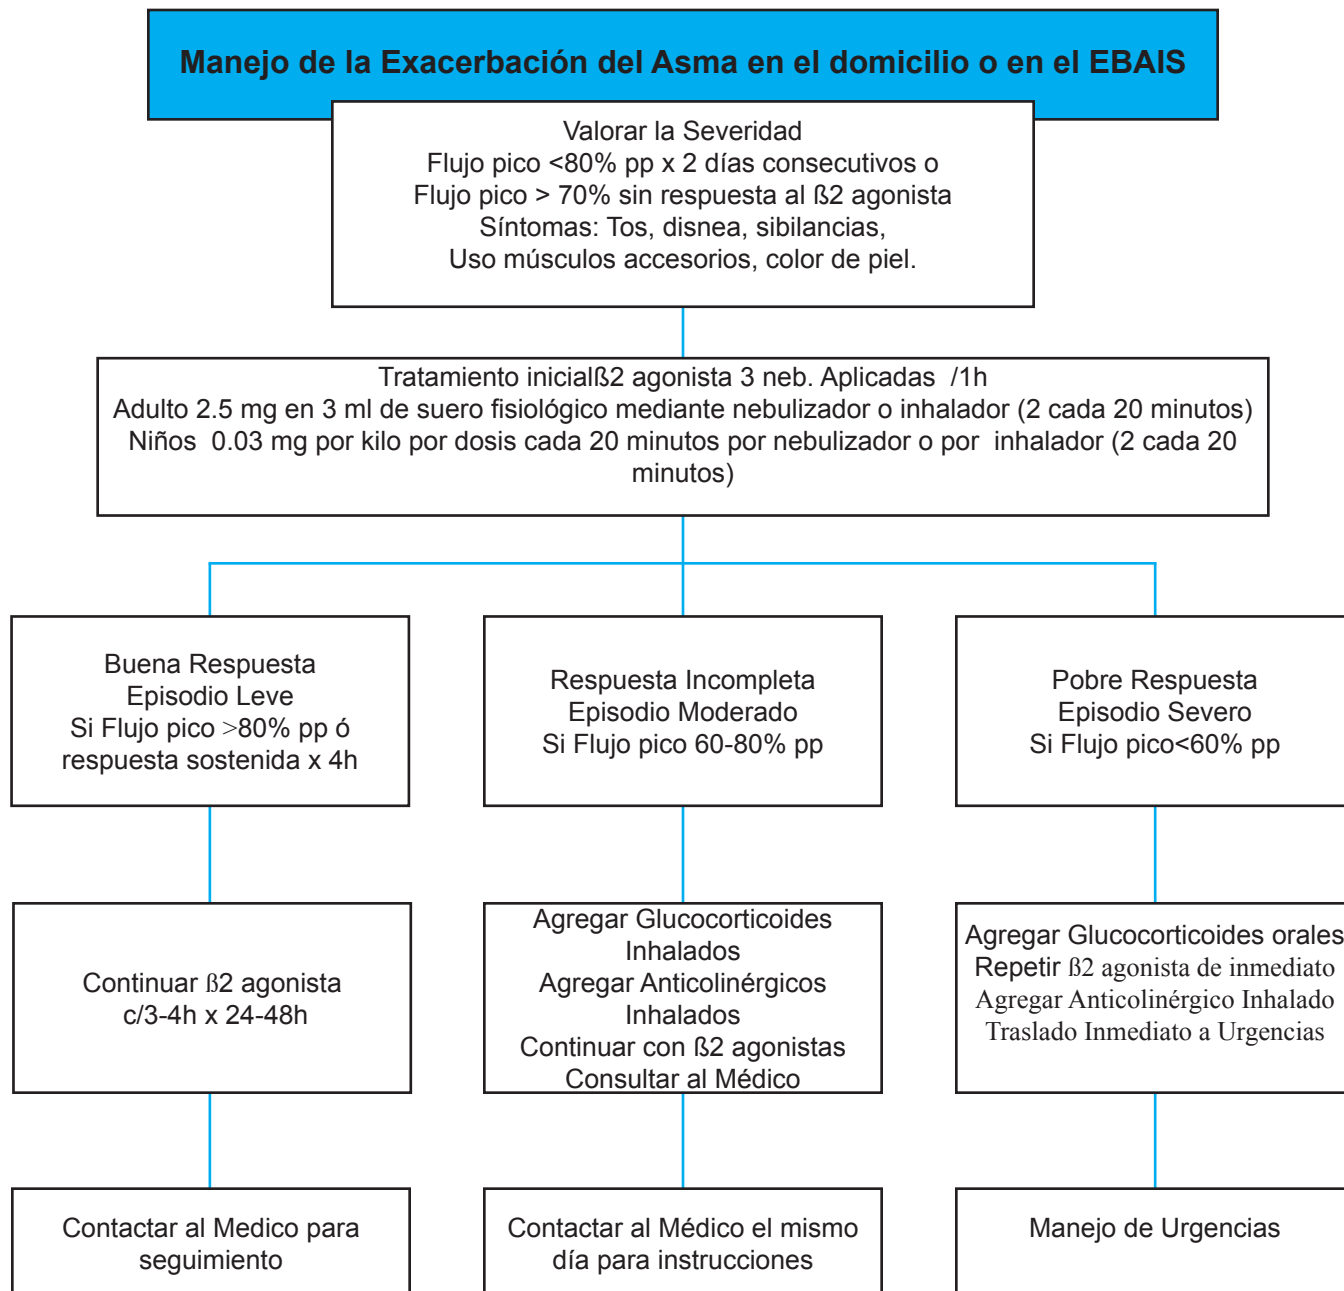 Manejo de la Exacerbación del Asma en el domicilio o en el EBAIS
Valorar la Severidad
Flujo pico <80% pp x 2 días consecutivos o
Flujo pico > 70% sin respuesta al ß2 agonista
Síntomas: Tos, disnea, sibilancias,
Uso músculos accesorios, color de piel.
Tratamiento inicialß2 agonista 3 neb. Aplicadas /1h
Adulto 2.5 mg en 3 ml de suero fisiológico mediante nebulizador o inhalador (2 cada 20 minutos)
Niños 0.03 mg por kilo por dosis cada 20 minutos por nebulizador o por inhalador (2 cada 20
minutos)
Buena Respuesta
Episodio Leve
Si Flujo pico >80% pp ó
respuesta sostenida x 4h
Respuesta Incompleta
Episodio Moderado
Si Flujo pico 60-80% pp
Pobre Respuesta
Episodio Severo
Si Flujo pico<60% pp
Continuar ß2 agonista
c/3-4h x 24-48h
Agregar Glucocorticoides
Inhalados
Agregar Anticolinérgicos
Inhalados
Continuar con ß2 agonistas
Consultar al Médico
Agregar Glucocorticoides orales
Repetir ß2 agonista de inmediato
Agregar Anticolinérgico Inhalado
Traslado Inmediato a Urgencias
Contactar al Medico para
seguimiento
Contactar al Médico el mismo
día para instrucciones
Manejo de Urgencias